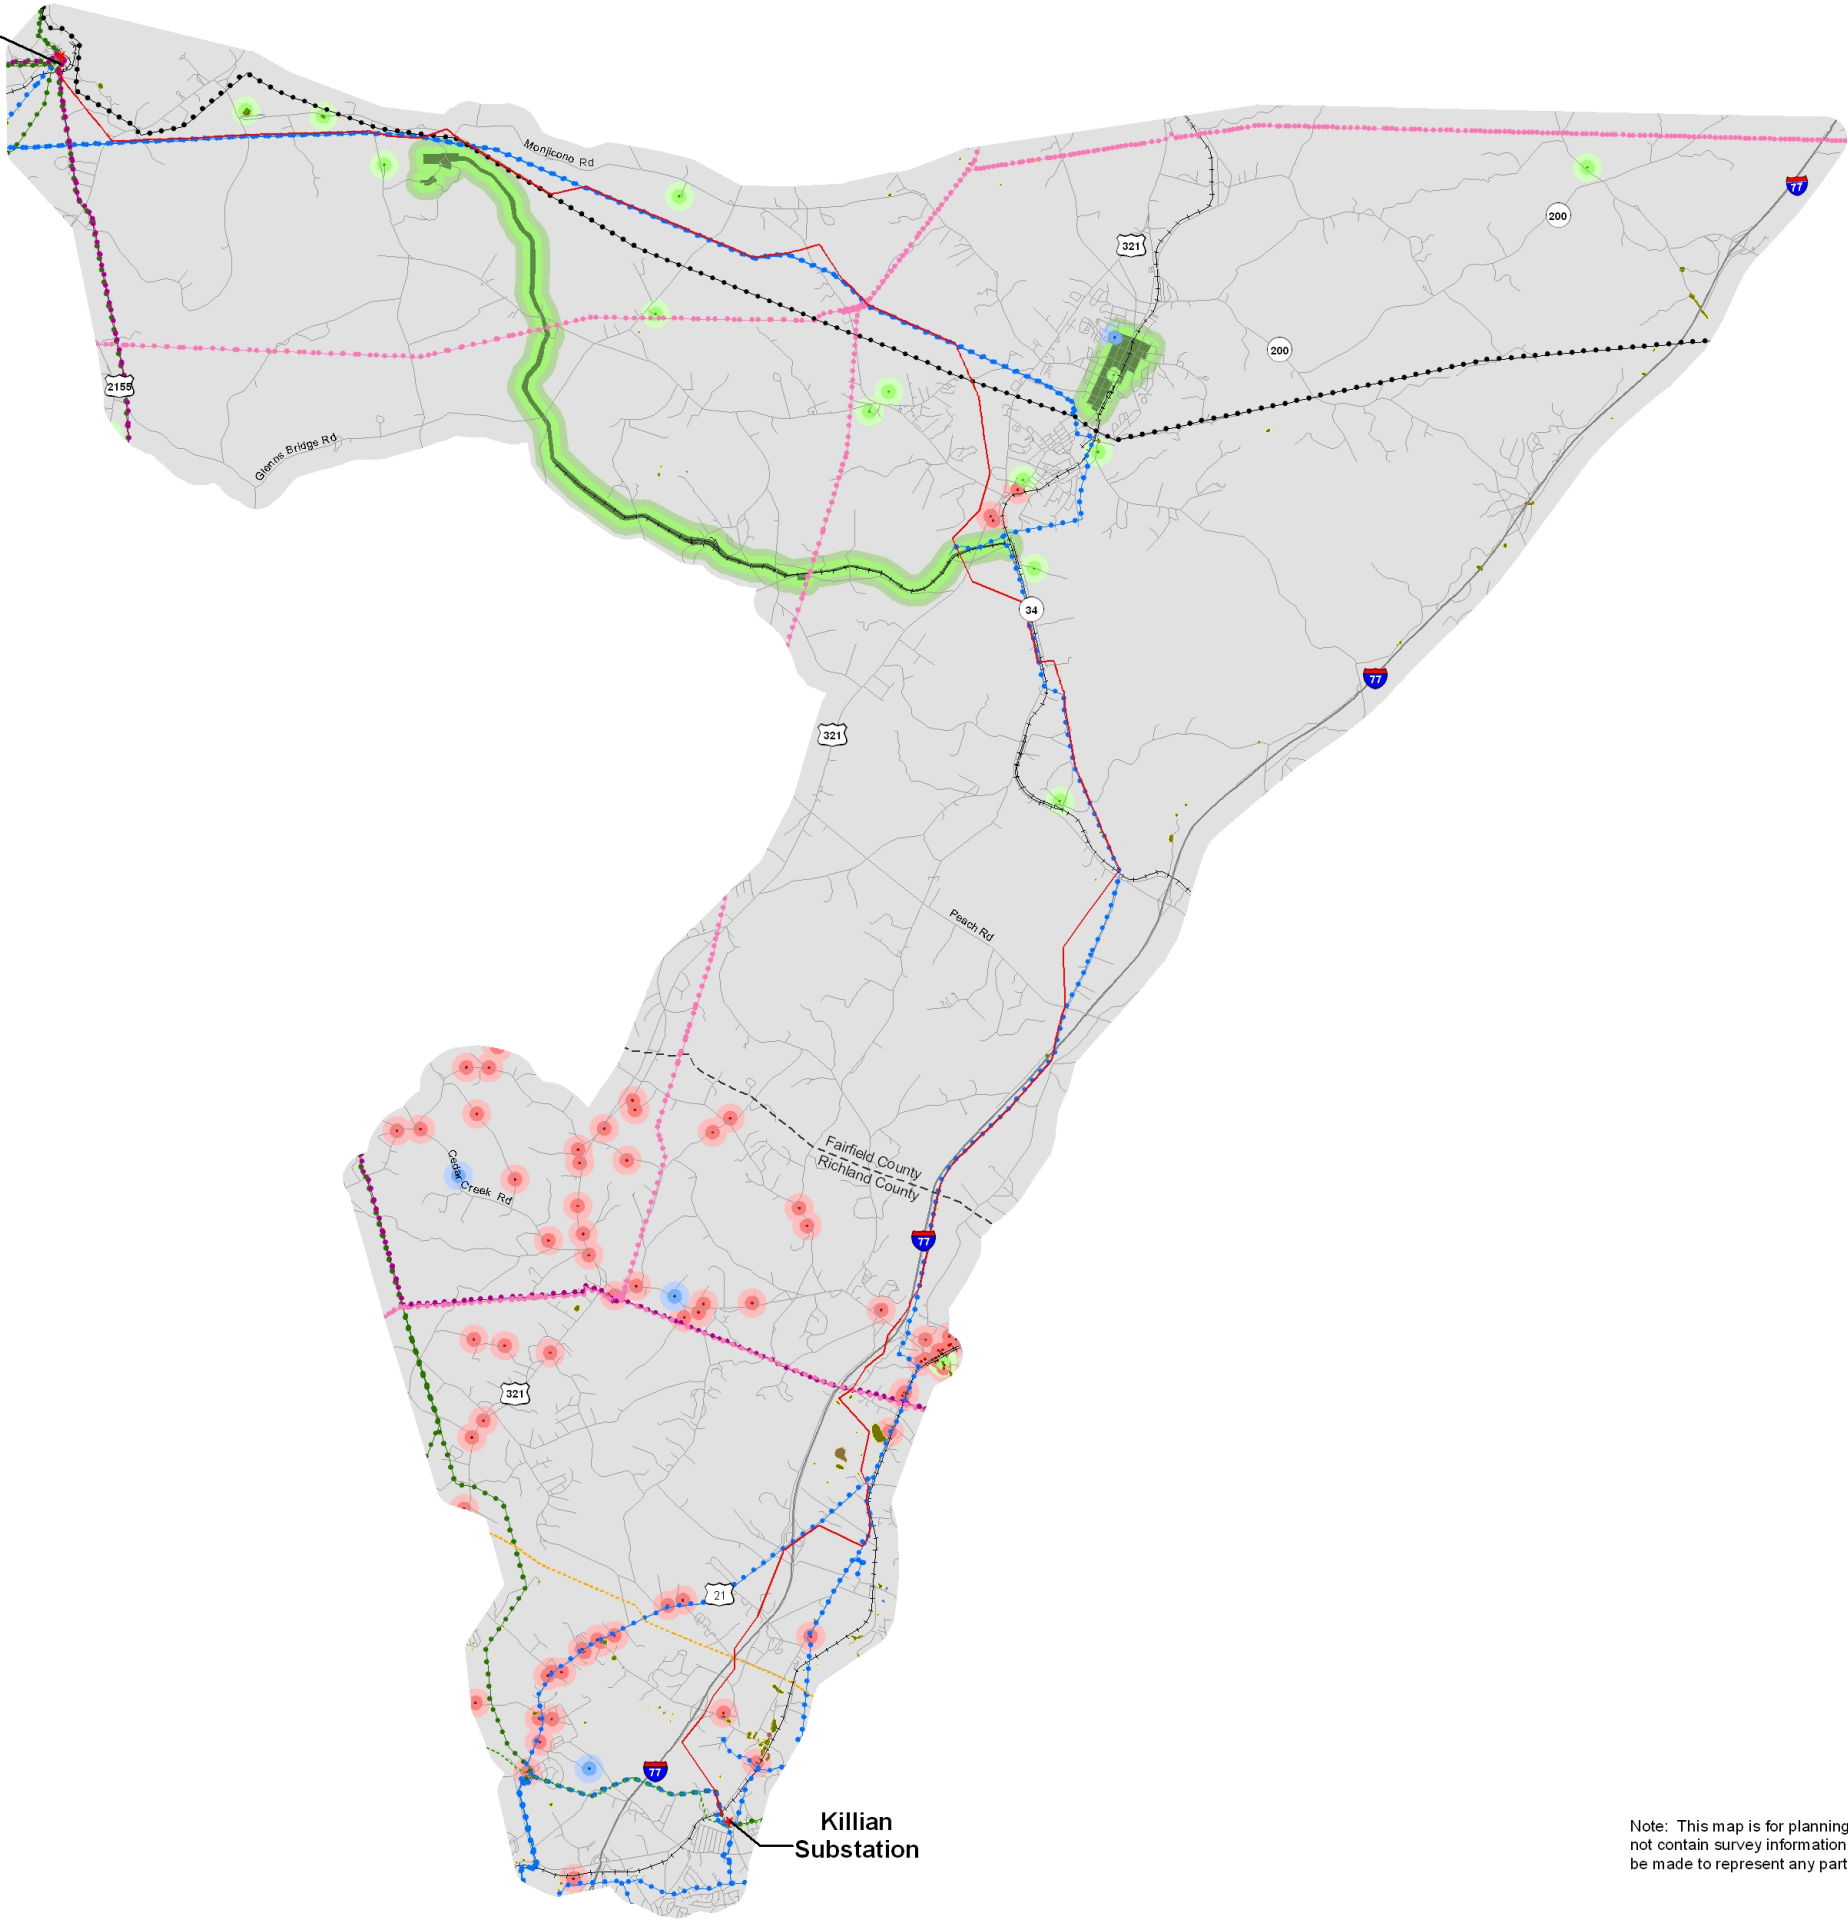 Monjicono Rd
77
200
321
200
2155
Glenns Bridge Rd
34
77
321
Peach Rd
Fairfield County
Richland County
Cedar Creek Rd
77
321
21
77
Killian
Substation
Note: This map is for planning
not contain survey information
be made to represent any part